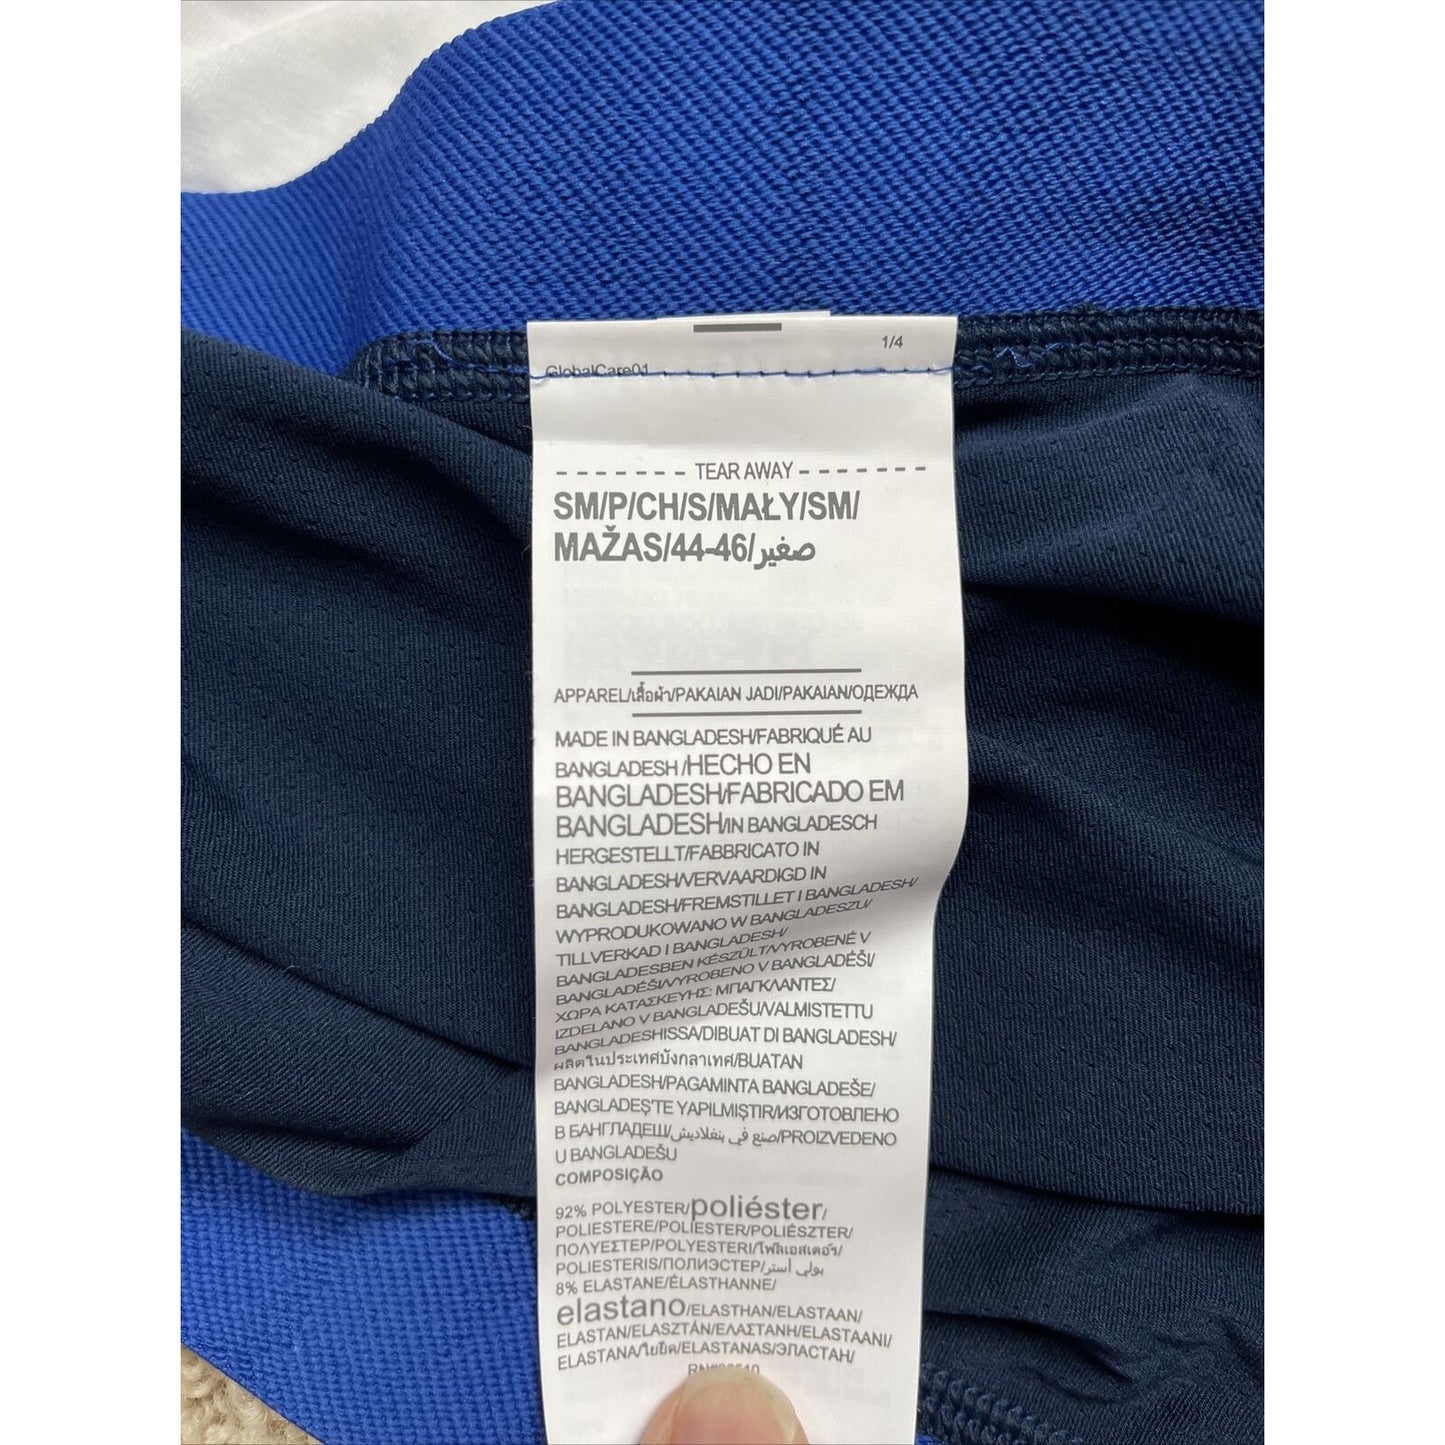 1/4
GlobalCare01
TEAR AWAY
SM/P/CH/S/MAŁY/SM/
MAŽAS/44-46/صغير
APPAREL/เสื้อผ้า/PAKAIAN JADI/PAKAIAN/ОДЕЖДА
MADE IN BANGLADESH/FABRIQUÉ AU
BANGLADESH /HECHO EN
BANGLADESH/FABRICADO EM
BANGLADESH/IN BANGLADESCH
HERGESTELLT/FABBRICATO IN
BANGLADESH/VERVAARDIGD IN
BANGLADESH/FREMSTILLET I BANGLADESH/
WYPRODUKOWANO W BANGLADESZU/
TILLVERKAD I BANGLADESH/
BANGLADESBEN KÉSZÜLT/VYROBENÉ V
BANGLADÉŠI/VYROBENO V BANGLADÉŠI/
ΧΩΡΑ ΚΑΤΑΣΚΕΥΗΣ: ΜΠΑΓΚΛΑΝΤΕΣ/
IZDELANO V BANGLADEŠU/VALMISTETTU
BANGLADESHISSA/DIBUAT DI BANGLADESH/
ผลิตในประเทศบังกลาเทศ/BUATAN
BANGLADESH/PAGAMINTA BANGLADEŠE/
BANGLADEŞ'TE YAPILMIŞTIR/ИЗГОТОВЛЕНО
В БАНГЛАДЕШ/صنع في بنغلاديش/PROIZVEDENO
U BANGLADEŠU
COMPOSIÇÃO
92% POLYESTER/poliéster/
POLIESTERE/POLIESTER/POLIÉSZTER/
ΠΟΛΥΕΣΤΕΡ/POLYESTERI/โพลีเอสเตอร์/
POLIESTERIS/ПОЛИЭСТЕР/بولي أستر
8% ELASTANE/ÉLASTHANNE/
elastano/ELASTHAN/ELASTAAN/
ELASTAN/ELASZTÁN/ΕΛΑΣΤΑΝΗ/ELASTAANI/
ELASTANA/ใยยืด/ELASTANAS/ЭЛАСТАН/